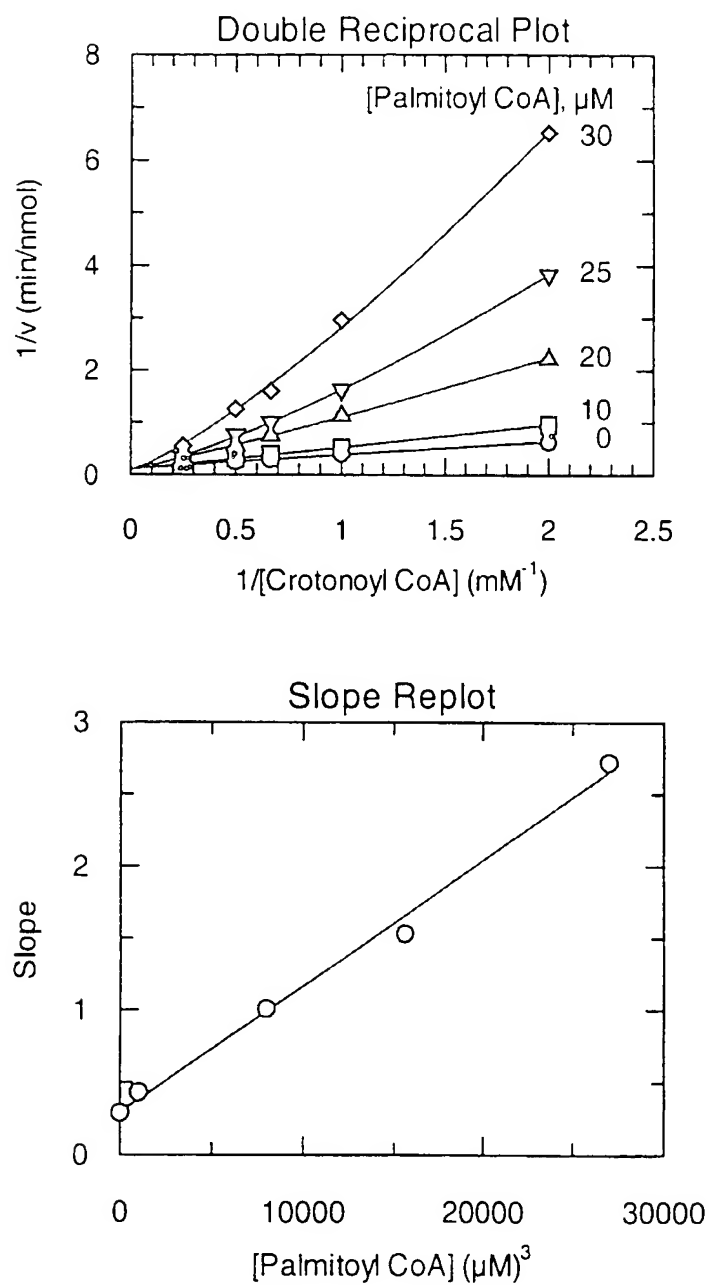 Double Reciprocal Plot
8
6
4
2
0
1/v (min/nmol)
[Palmitoyl CoA], μM
30
25
20
10
0
0 0.5 1 1.5 2 2.5
1/[Crotonoyl CoA] (mM⁻¹)
Slope Replot
3
2
1
0
Slope
0 10000 20000 30000
[Palmitoyl CoA] (μM)³